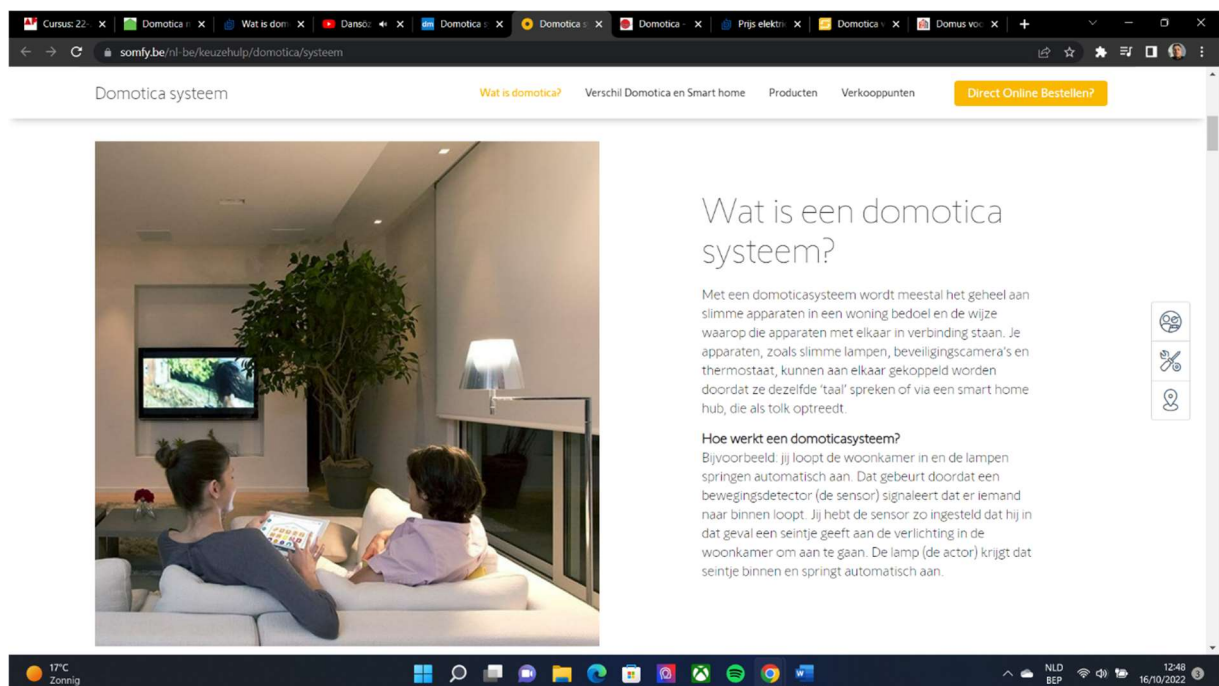 Cursus: 22-
Domotica
Wat is dom
Dansöz
dm Domotica s
Domotica s
Domotica -
Prijs elektri
Domotica v
Domus voo
somfy.be/nl-be/keuzehulp/domotica/systeem
Domotica systeem
Wat is domotica?
Verschil Domotica en Smart home
Producten
Verkooppunten
Direct Online Bestellen?
Wat is een domotica
systeem?
Met een domoticasysteem wordt meestal het geheel aan
slimme apparaten in een woning bedoel en de wijze
waarop die apparaten met elkaar in verbinding staan. Je
apparaten, zoals slimme lampen, beveiligingscamera's en
thermostaat, kunnen aan elkaar gekoppeld worden
doordat ze dezelfde ‘taal’ spreken of via een smart home
hub, die als tolk optreedt.
Hoe werkt een domoticasysteem?
Bijvoorbeeld: jij loopt de woonkamer in en de lampen
springen automatisch aan. Dat gebeurt doordat een
bewegingsdetector (de sensor) signaleert dat er iemand
naar binnen loopt. Jij hebt de sensor zo ingesteld dat hij in
dat geval een seintje geeft aan de verlichting in de
woonkamer om aan te gaan. De lamp (de actor) krijgt dat
seintje binnen en springt automatisch aan.
17°C
Zonnig
NLD
BEP
12:48
16/10/2022
3